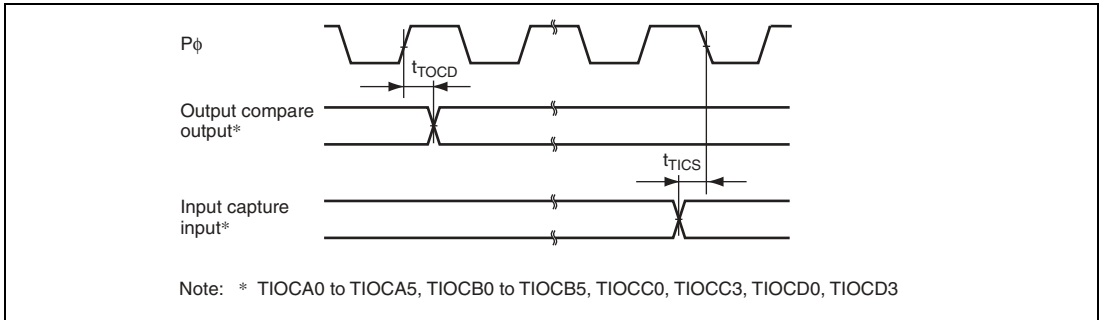 Pϕ
tTOCD
Output compare
output*
tTICS
Input capture
input*
Note: * TIOCA0 to TIOCA5, TIOCB0 to TIOCB5, TIOCC0, TIOCC3, TIOCD0, TIOCD3